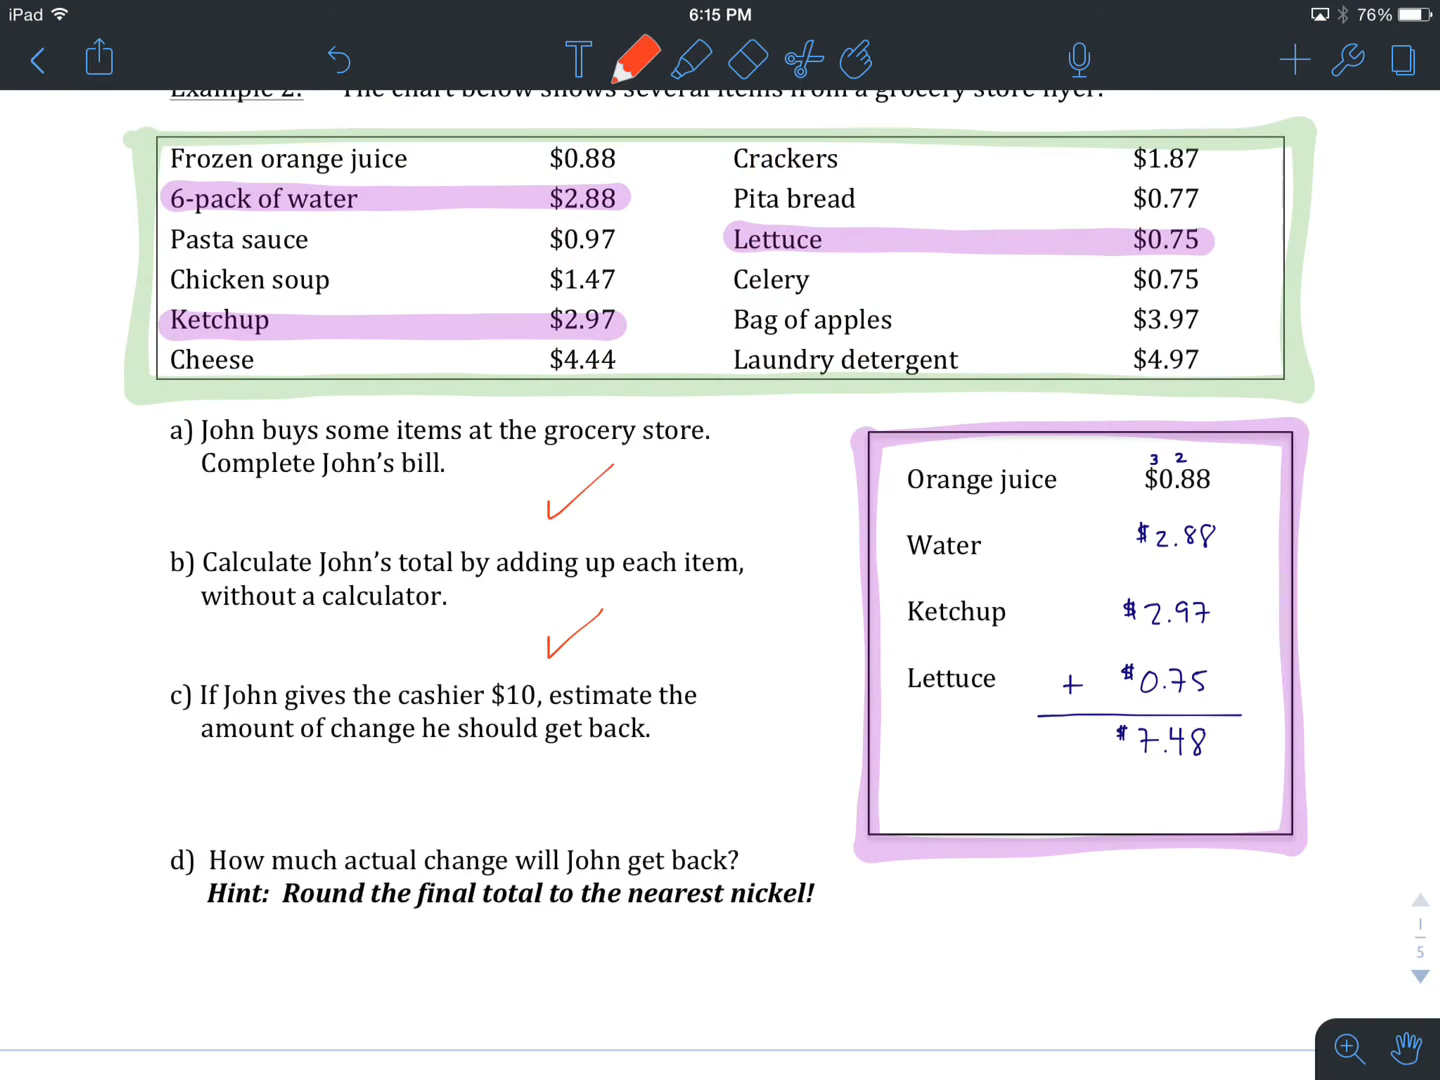 iPad
6:15 PM
76%
T
Example 2: The chart below shows several items from a grocery store flyer.
Frozen orange juice $0.88 Crackers $1.87
6-pack of water $2.88 Pita bread $0.77
Pasta sauce $0.97 Lettuce $0.75
Chicken soup $1.47 Celery $0.75
Ketchup $2.97 Bag of apples $3.97
Cheese $4.44 Laundry detergent $4.97
a) John buys some items at the grocery store.
Complete John's bill.
b) Calculate John's total by adding up each item,
without a calculator.
c) If John gives the cashier $10, estimate the
amount of change he should get back.
d) How much actual change will John get back?
Hint: Round the final total to the nearest nickel!
3 2
Orange juice $0.88
Water $2.88
Ketchup $2.97
Lettuce + $0.75
$7.48
1
5